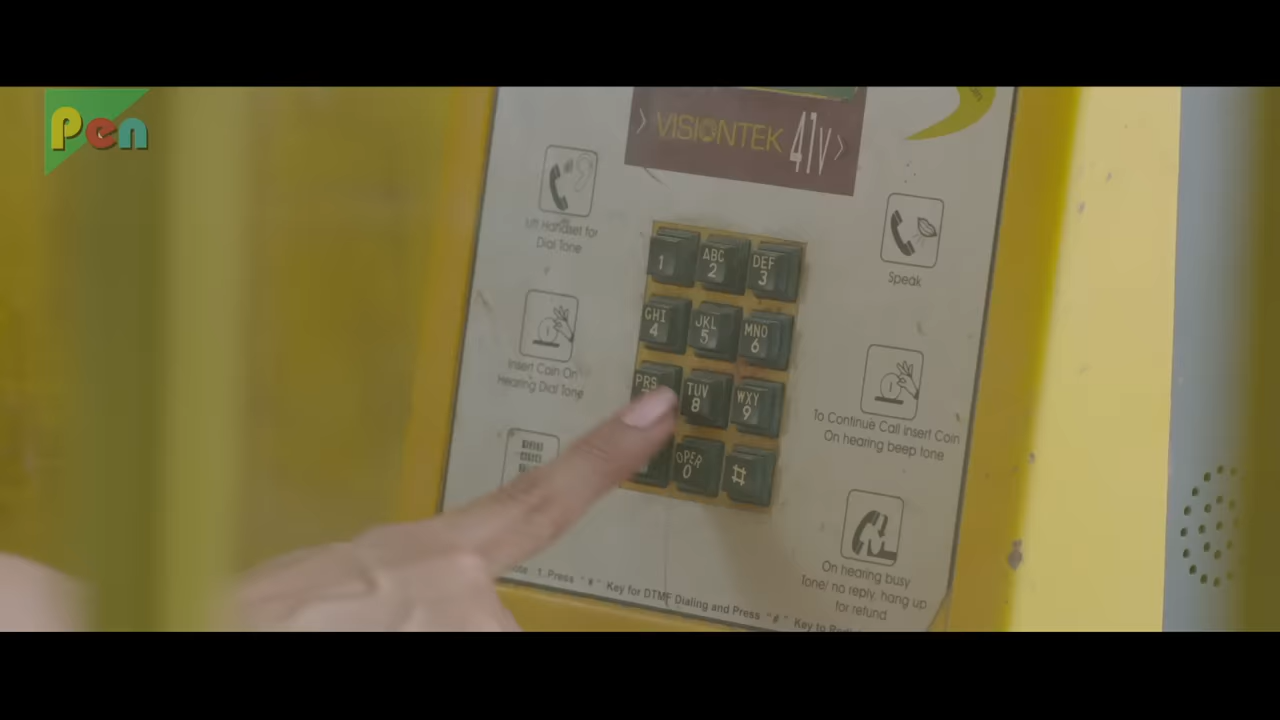 Pen
VISIONTEK 41v
Lift Handset for
Dial Tone
Speak
1
ABC
2
DEF
3
GHI
4
JKL
5
MNO
6
Insert Coin On
Hearing Dial Tone
PRS
TUV
8
WXY
9
To Continue Call Insert Coin
On hearing beep tone
OPER
0
#
On hearing busy
Tone/ no reply, hang up
for refund
1. Press "#" Key for DTMF Dialing and Press "#" Key to